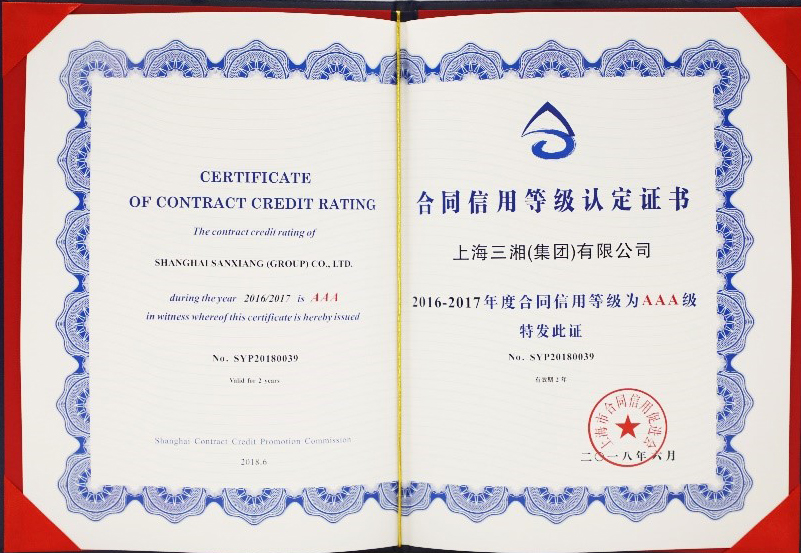 CERTIFICATE
OF CONTRACT CREDIT RATING
The contract credit rating of
SHANGHAI SANXIANG (GROUP) CO., LTD.
during the year 2016/2017 is AAA
in witness whereof this certificate is hereby issued
No. SYP20180039
Valid for 2 years
Shanghai Contract Credit Promotion Commission
2018.6
合同信用等级认定证书
上海三湘(集团)有限公司
2016-2017年度合同信用等级为AAA级
特发此证
No. SYP20180039
有效期2年
上海市合同信用促进会
二〇一八年六月